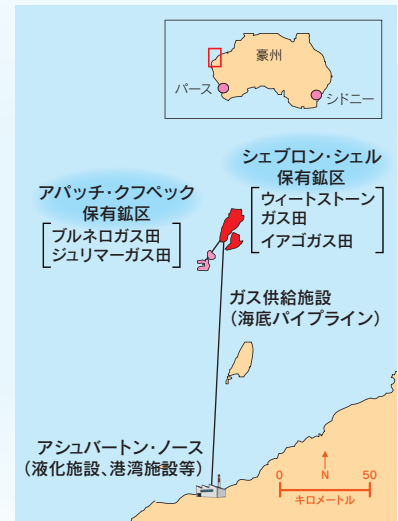 豪州
パース
シドニー
シェブロン・シェル
保有鉱区
ウィートストーン
ガス田
イアゴガス田
アパッチ・クフペック
保有鉱区
ブルネロガス田
ジュリマーガス田
ガス供給施設
（海底パイプライン）
アシュバートン・ノース
（液化施設、港湾施設等）
0 N 50
キロメートル